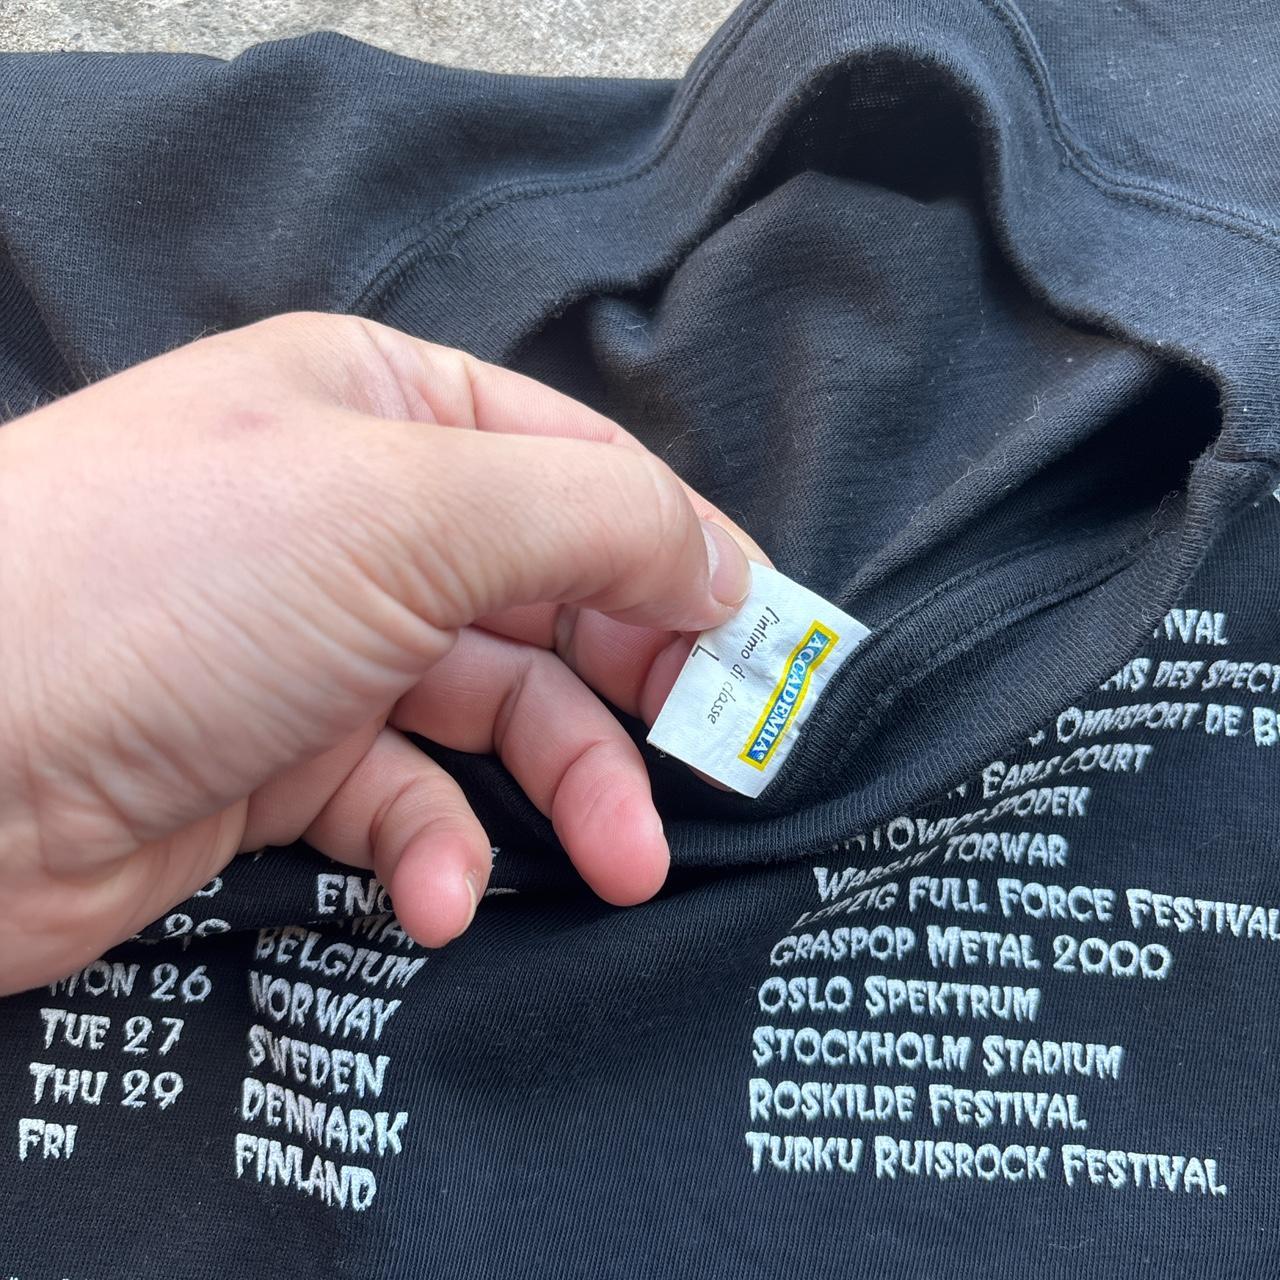 l'intimo di classe
L
ACCADEMIA®
DES SPECT
OMNISPORT DE B
EARLS COURT
SPODEK
TORWAR
LEIPZIG FULL FORCE FESTIVAL
BELGIUM GRASPOP METAL 2000
MON 26 NORWAY OSLO SPEKTRUM
TUE 27 SWEDEN STOCKHOLM STADIUM
THU 29 DENMARK ROSKILDE FESTIVAL
FRI FINLAND TURKU RUISROCK FESTIVAL